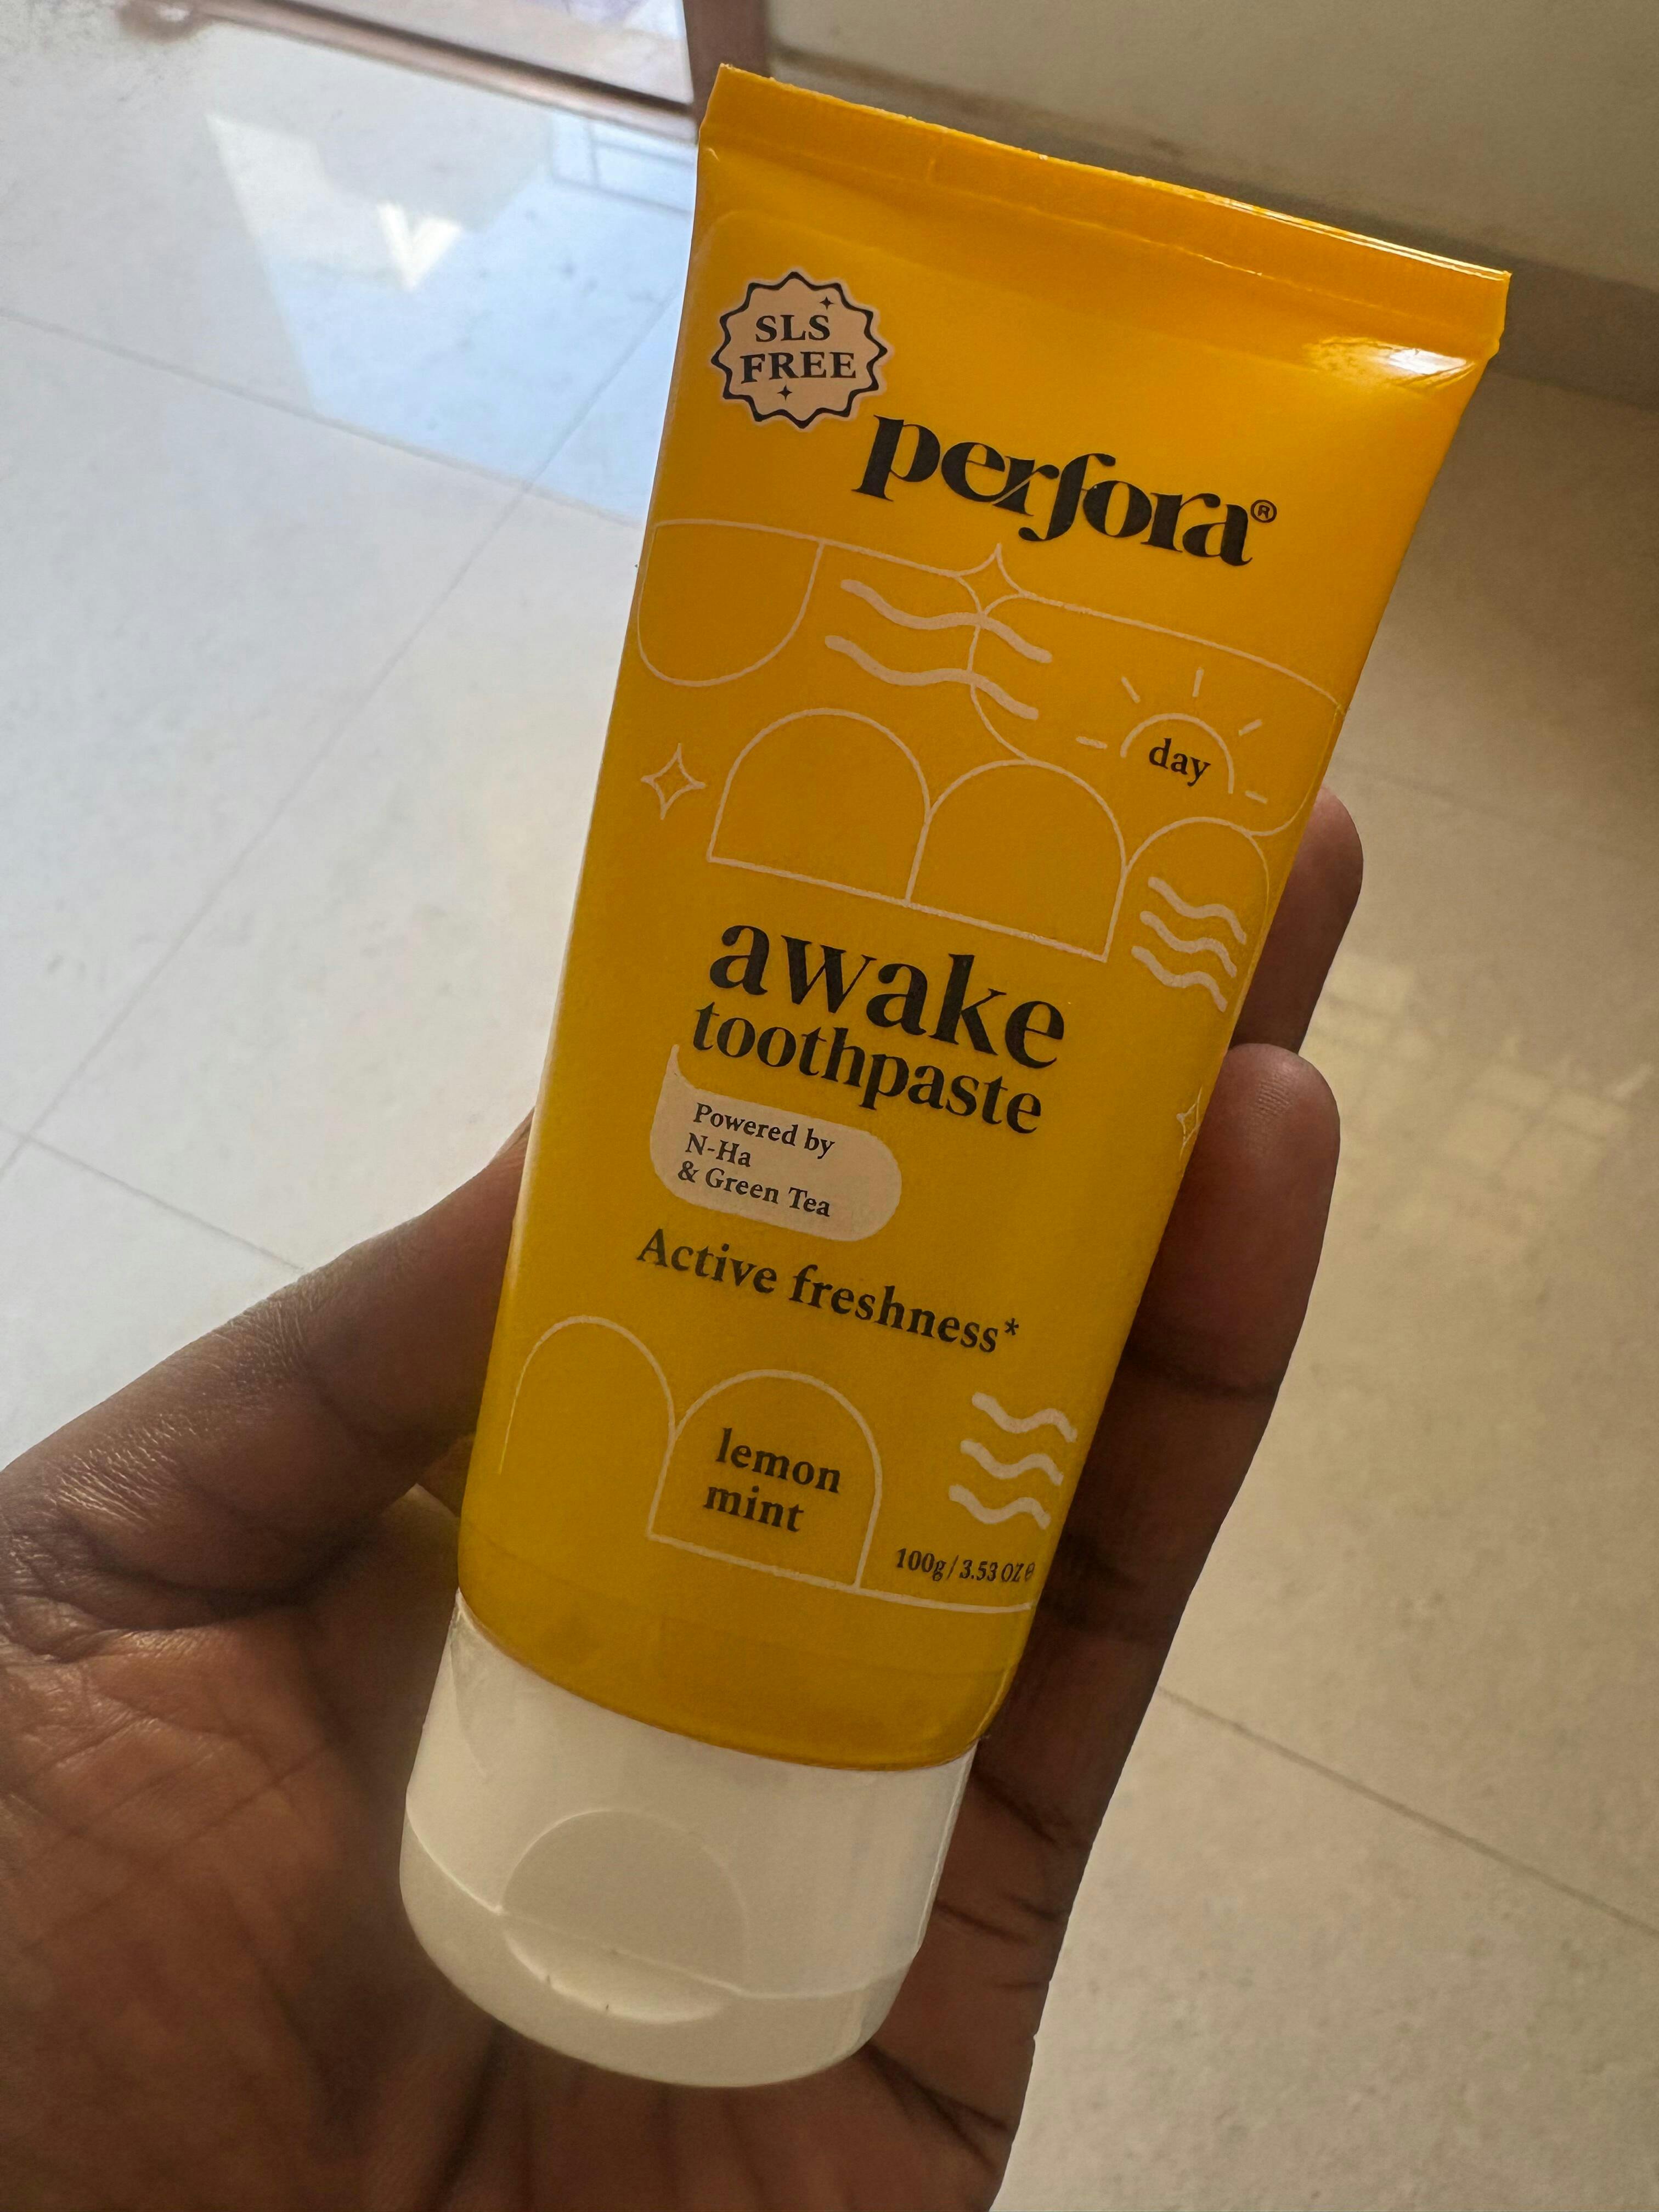 SLS
FREE
perfora®
day
awake
toothpaste
Powered by
N-Ha
& Green Tea
Active freshness*
lemon
mint
100g / 3.53 OZ ℮